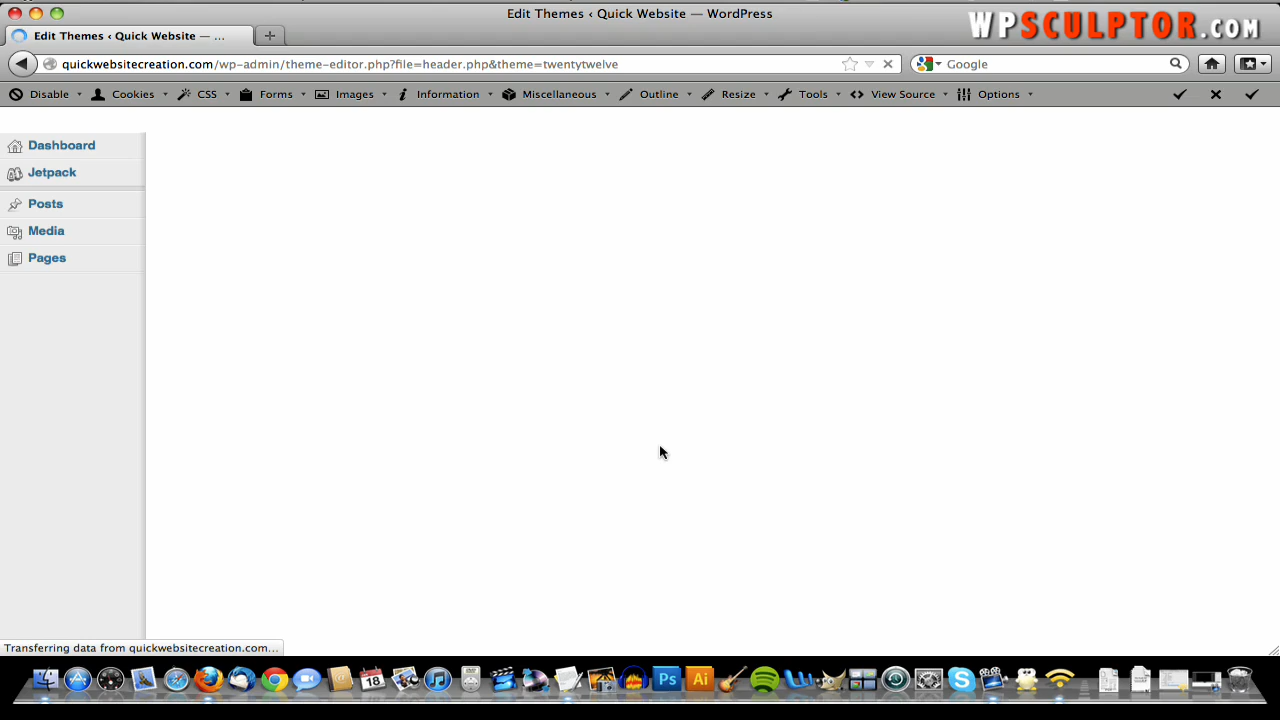 Edit Themes ‹ Quick Website — WordPress
WPSCULPTOR.COM
Edit Themes ‹ Quick Website — ...
quickwebsitecreation.com/wp-admin/theme-editor.php?file=header.php&theme=twentytwelve
Google
Disable Cookies CSS Forms Images Information Miscellaneous Outline Resize Tools View Source Options
Dashboard
Jetpack
Posts
Media
Pages
Transferring data from quickwebsitecreation.com...
18 Ps Ai